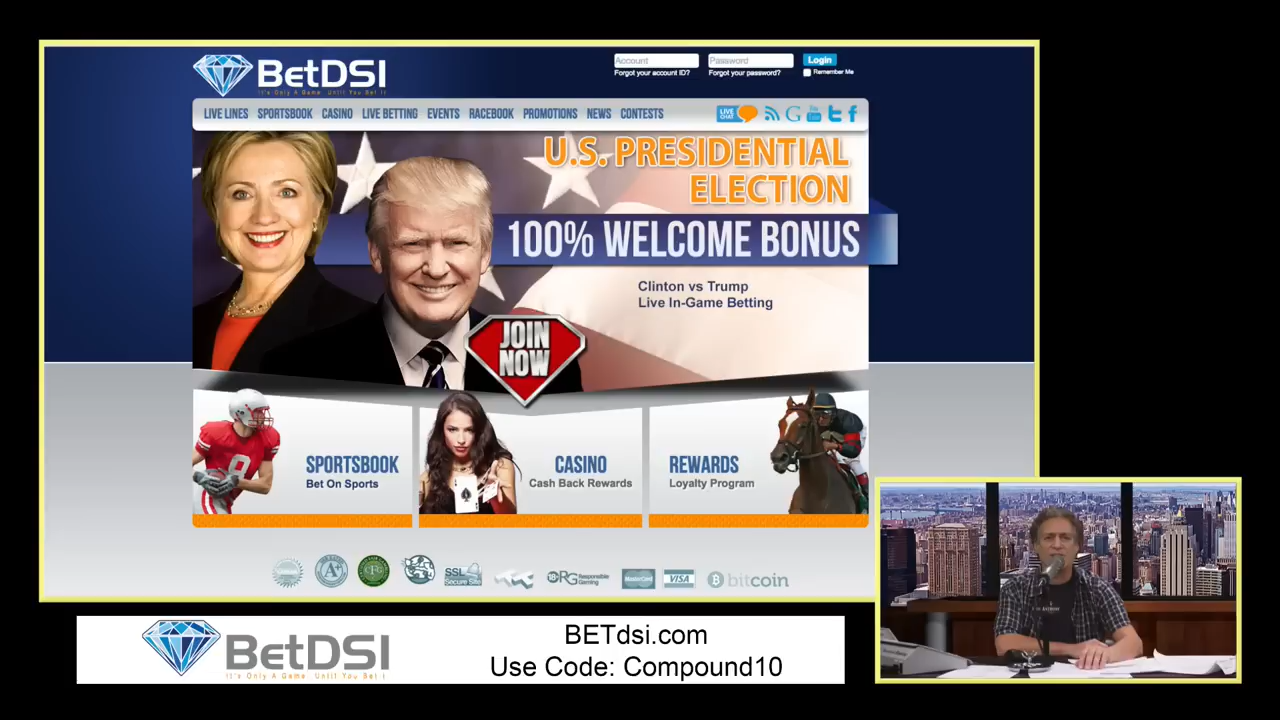 BetDSI
It's Only A Game Until You Bet It
Account
Password
Login
Forgot your account ID?
Forgot your password?
Remember Me
LIVE LINES SPORTSBOOK CASINO LIVE BETTING EVENTS RACEBOOK PROMOTIONS NEWS CONTESTS
LIVE
CHAT
U.S. PRESIDENTIAL
ELECTION
100% WELCOME BONUS
Clinton vs Trump
Live In-Game Betting
JOIN
NOW
SPORTSBOOK
Bet On Sports
CASINO
Cash Back Rewards
REWARDS
Loyalty Program
A+
SSL
Secure Site
18+ RG Responsible
Gaming
MasterCard
VISA
bitcoin
BetDSI
It's Only A Game Until You Bet It
BETdsi.com
Use Code: Compound10